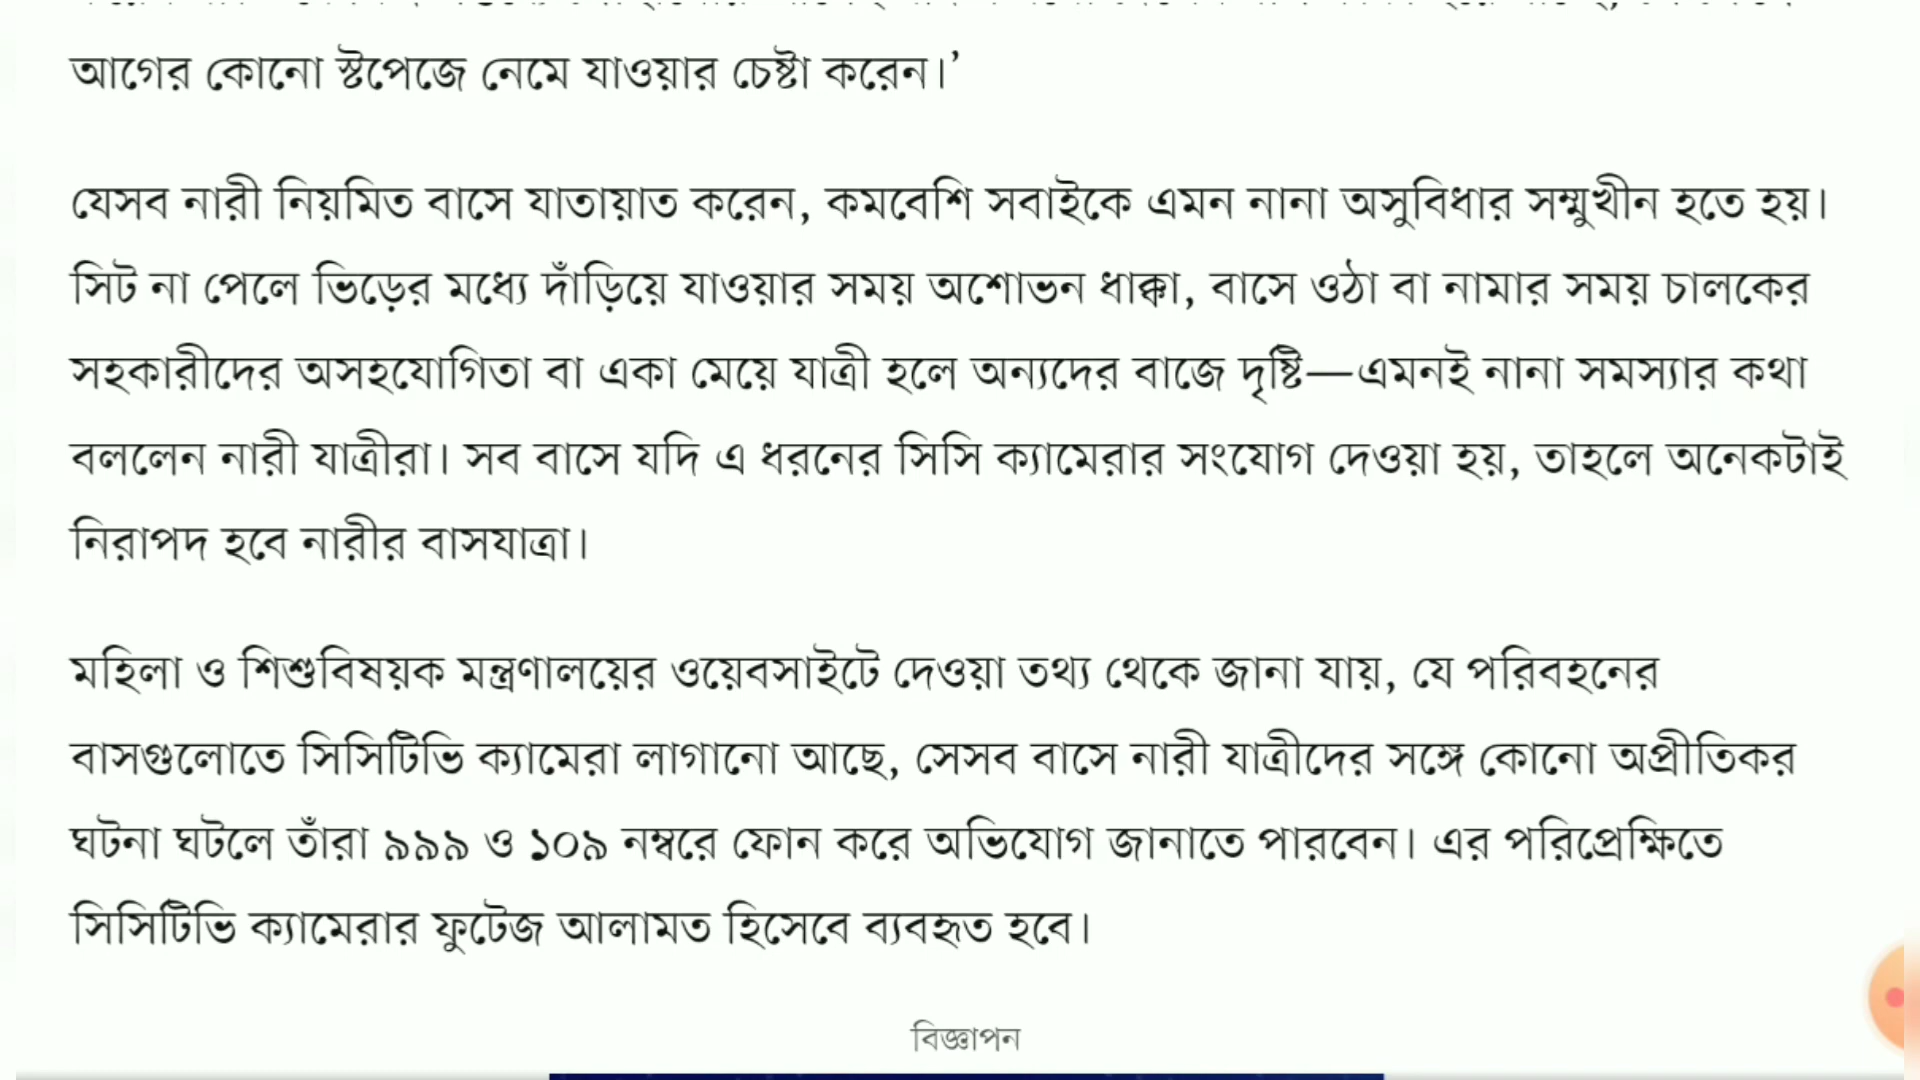 আগের কোনো স্টপেজে নেমে যাওয়ার চেষ্টা করেন।’
যেসব নারী নিয়মিত বাসে যাতায়াত করেন, কমবেশি সবাইকে এমন নানা অসুবিধার সম্মুখীন হতে হয়।
সিট না পেলে ভিড়ের মধ্যে দাঁড়িয়ে যাওয়ার সময় অশোভন ধাক্কা, বাসে ওঠা বা নামার সময় চালকের
সহকারীদের অসহযোগিতা বা একা মেয়ে যাত্রী হলে অন্যদের বাজে দৃষ্টি—এমনই নানা সমস্যার কথা
বললেন নারী যাত্রীরা। সব বাসে যদি এ ধরনের সিসি ক্যামেরার সংযোগ দেওয়া হয়, তাহলে অনেকটাই
নিরাপদ হবে নারীর বাসযাত্রা।
মহিলা ও শিশুবিষয়ক মন্ত্রণালয়ের ওয়েবসাইটে দেওয়া তথ্য থেকে জানা যায়, যে পরিবহনের
বাসগুলোতে সিসিটিভি ক্যামেরা লাগানো আছে, সেসব বাসে নারী যাত্রীদের সঙ্গে কোনো অপ্রীতিকর
ঘটনা ঘটলে তাঁরা ৯৯৯ ও ১০৯ নম্বরে ফোন করে অভিযোগ জানাতে পারবেন। এর পরিপ্রেক্ষিতে
সিসিটিভি ক্যামেরার ফুটেজ আলামত হিসেবে ব্যবহৃত হবে।
বিজ্ঞাপন